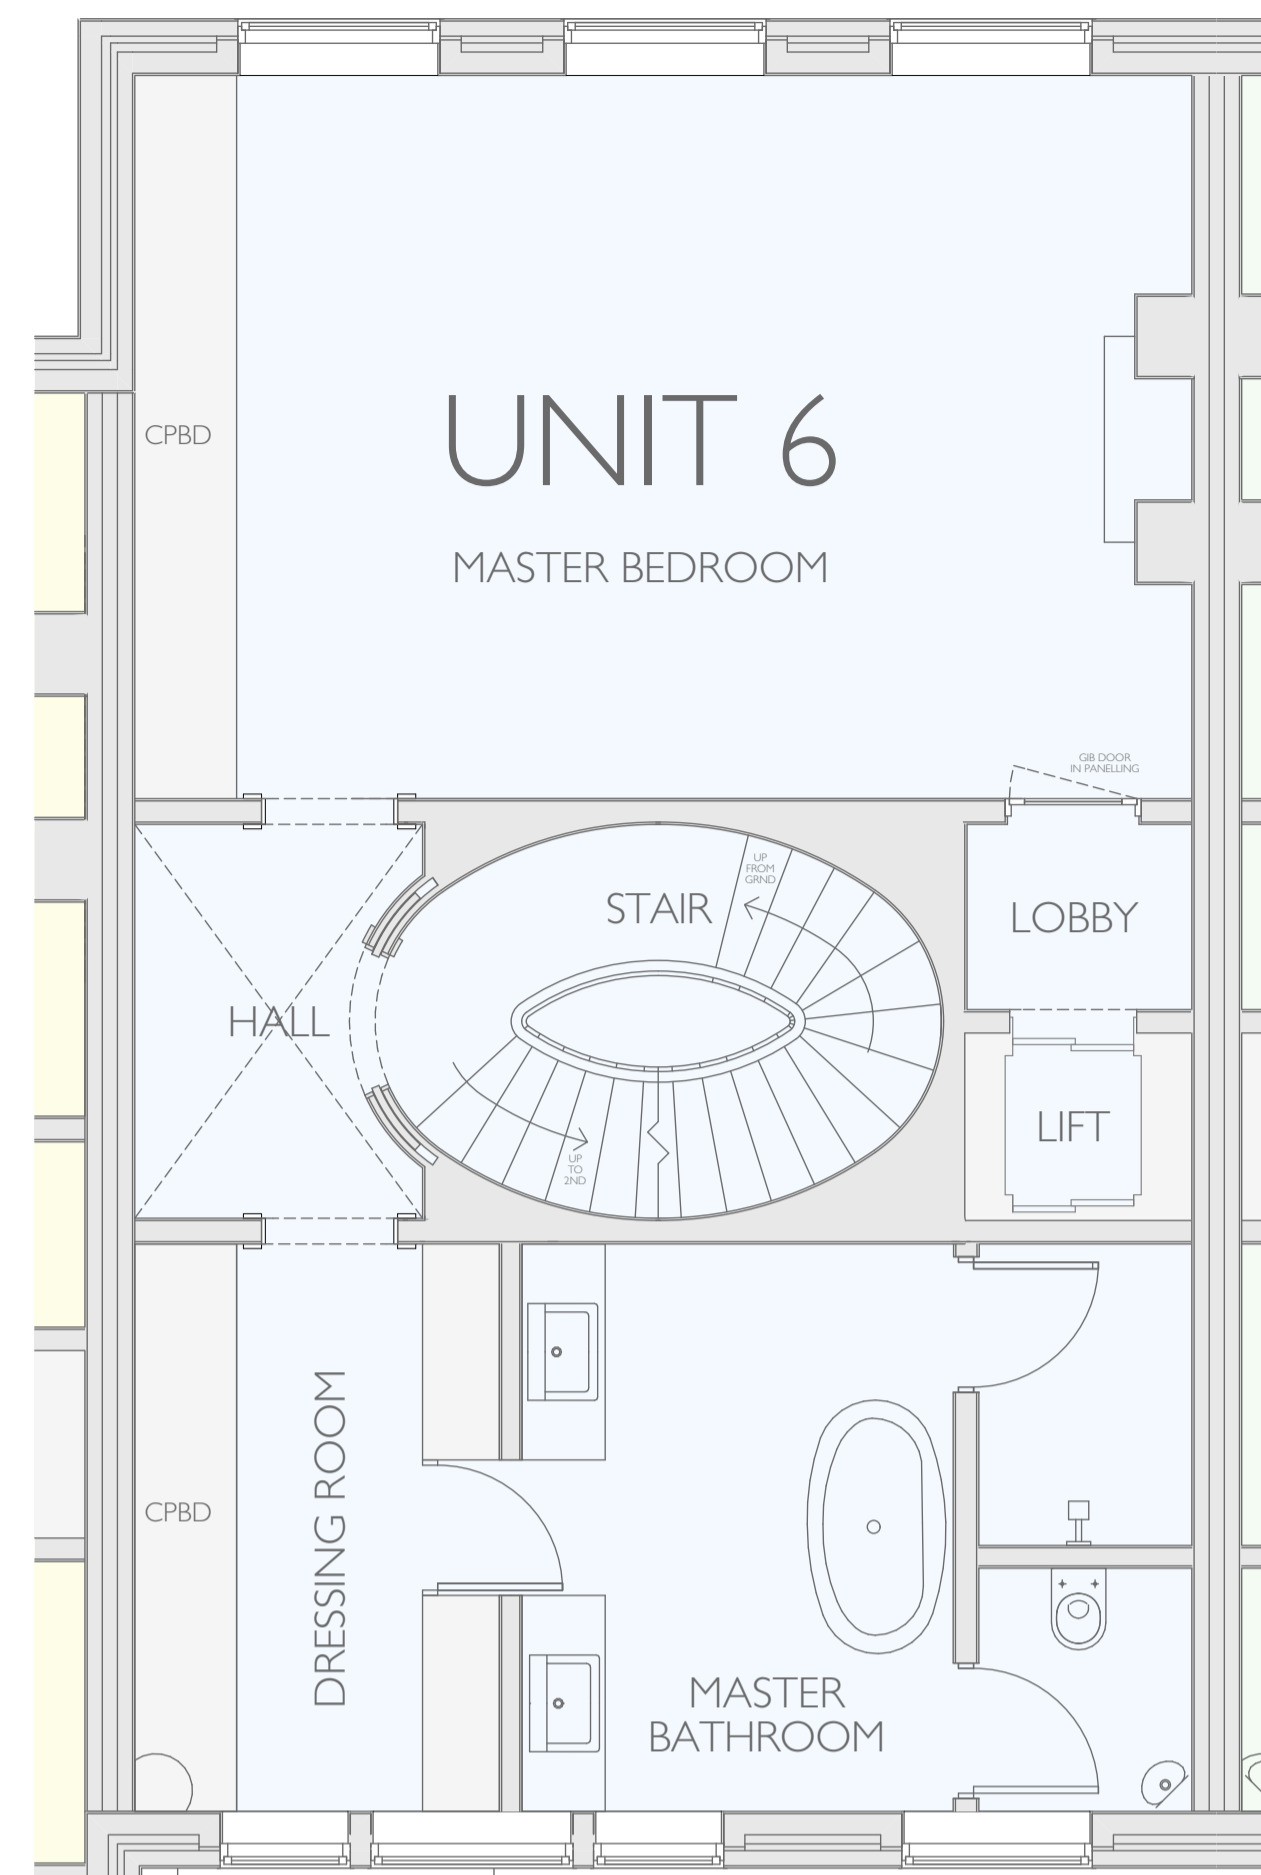 CPBD
UNIT 6
MASTER BEDROOM
GIB DOOR
IN PANELLING
UP
FROM
GRND
STAIR
LOBBY
HALL
LIFT
UP
TO
2ND
DRESSING ROOM
CPBD
MASTER
BATHROOM